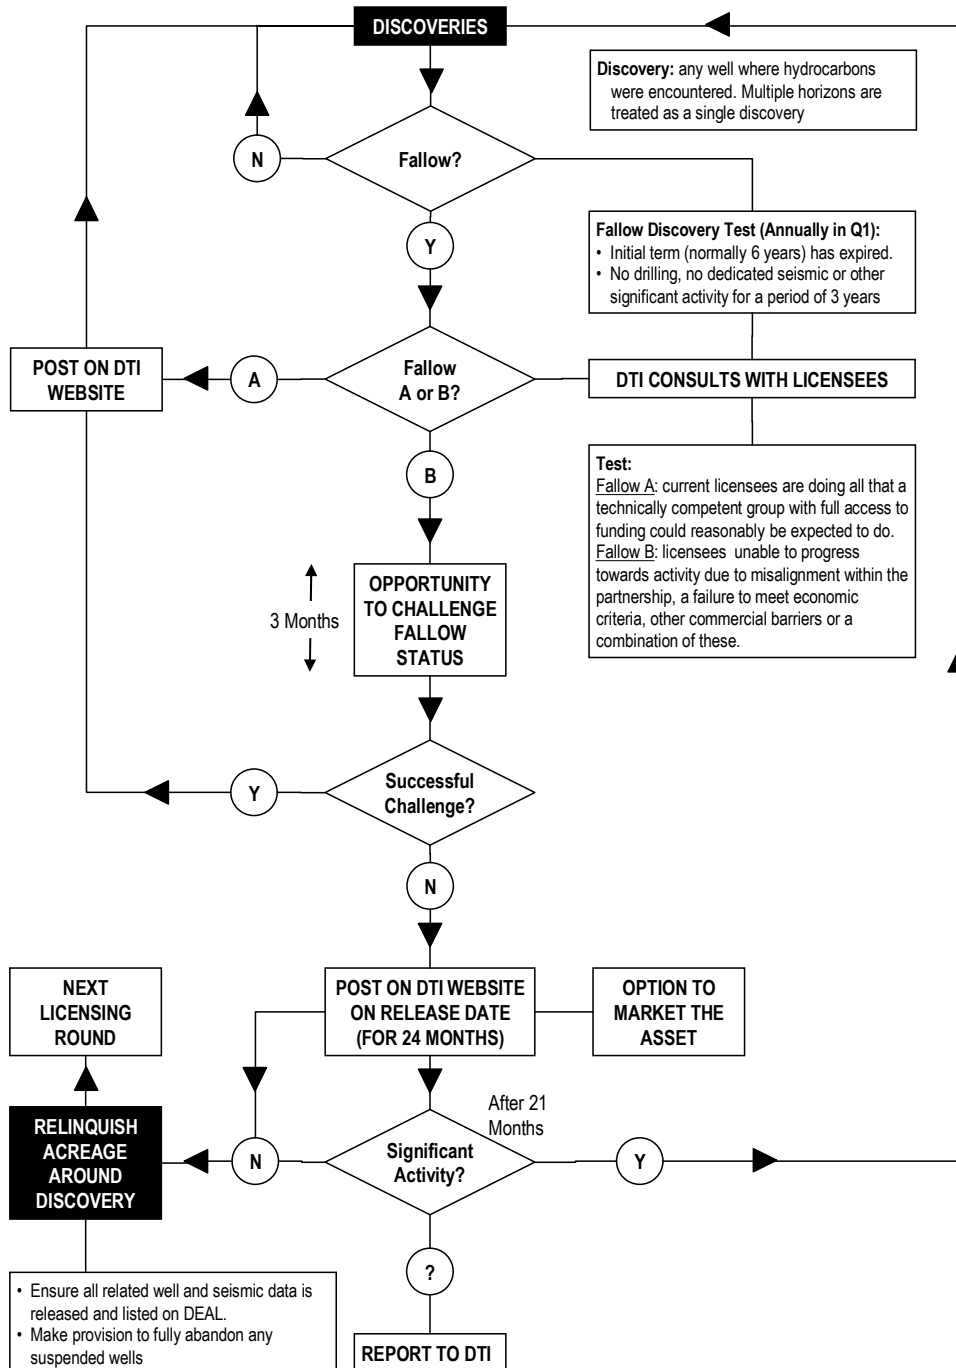 DISCOVERIES
Discovery: any well where hydrocarbons
were encountered. Multiple horizons are
treated as a single discovery
N
Fallow?
Y
Fallow Discovery Test (Annually in Q1):
• Initial term (normally 6 years) has expired.
• No drilling, no dedicated seismic or other
significant activity for a period of 3 years
POST ON DTI
WEBSITE
A
Fallow
A or B?
DTI CONSULTS WITH LICENSEES
B
Test:
Fallow A: current licensees are doing all that a
technically competent group with full access to
funding could reasonably be expected to do.
Fallow B: licensees unable to progress
towards activity due to misalignment within the
partnership, a failure to meet economic
criteria, other commercial barriers or a
combination of these.
3 Months
OPPORTUNITY
TO CHALLENGE
FALLOW
STATUS
Y
Successful
Challenge?
N
NEXT
LICENSING
ROUND
POST ON DTI WEBSITE
ON RELEASE DATE
(FOR 24 MONTHS)
OPTION TO
MARKET THE
ASSET
After 21
Months
RELINQUISH
ACREAGE
AROUND
DISCOVERY
N
Significant
Activity?
Y
?
• Ensure all related well and seismic data is
released and listed on DEAL.
• Make provision to fully abandon any
suspended wells
REPORT TO DTI